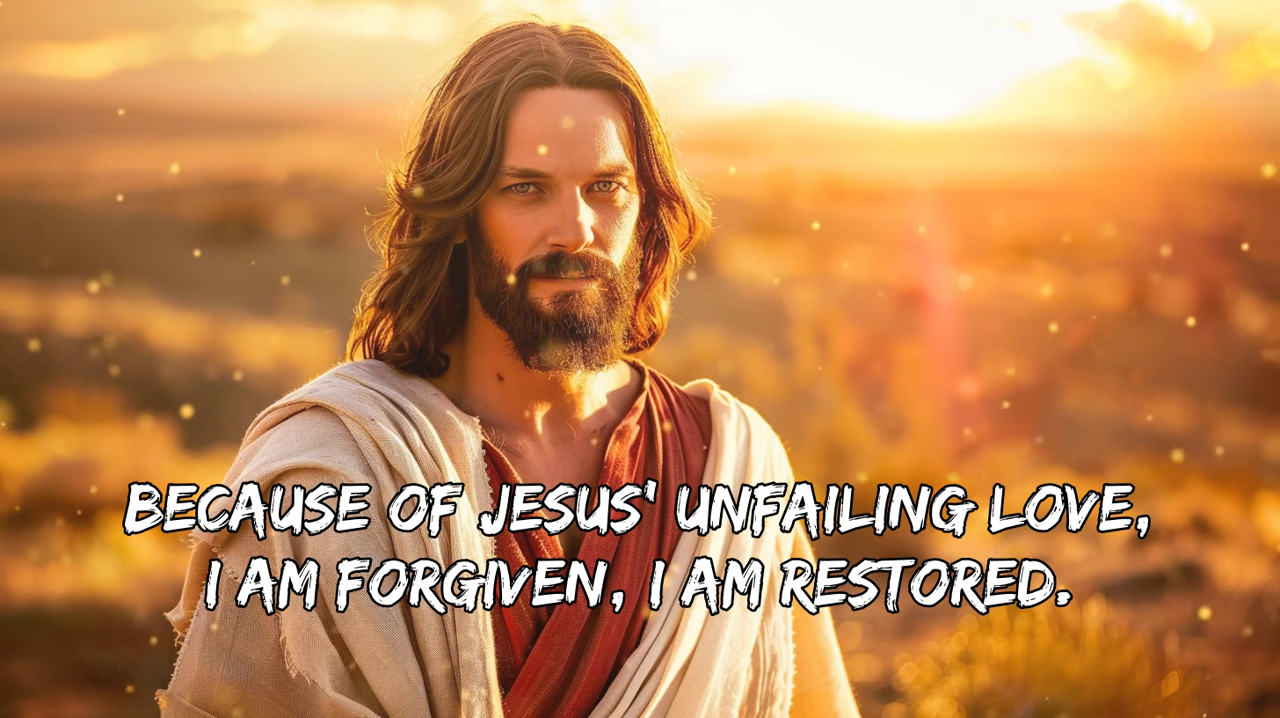 BECAUSE OF JESUS' UNFAILING LOVE,
I AM FORGIVEN, I AM RESTORED.